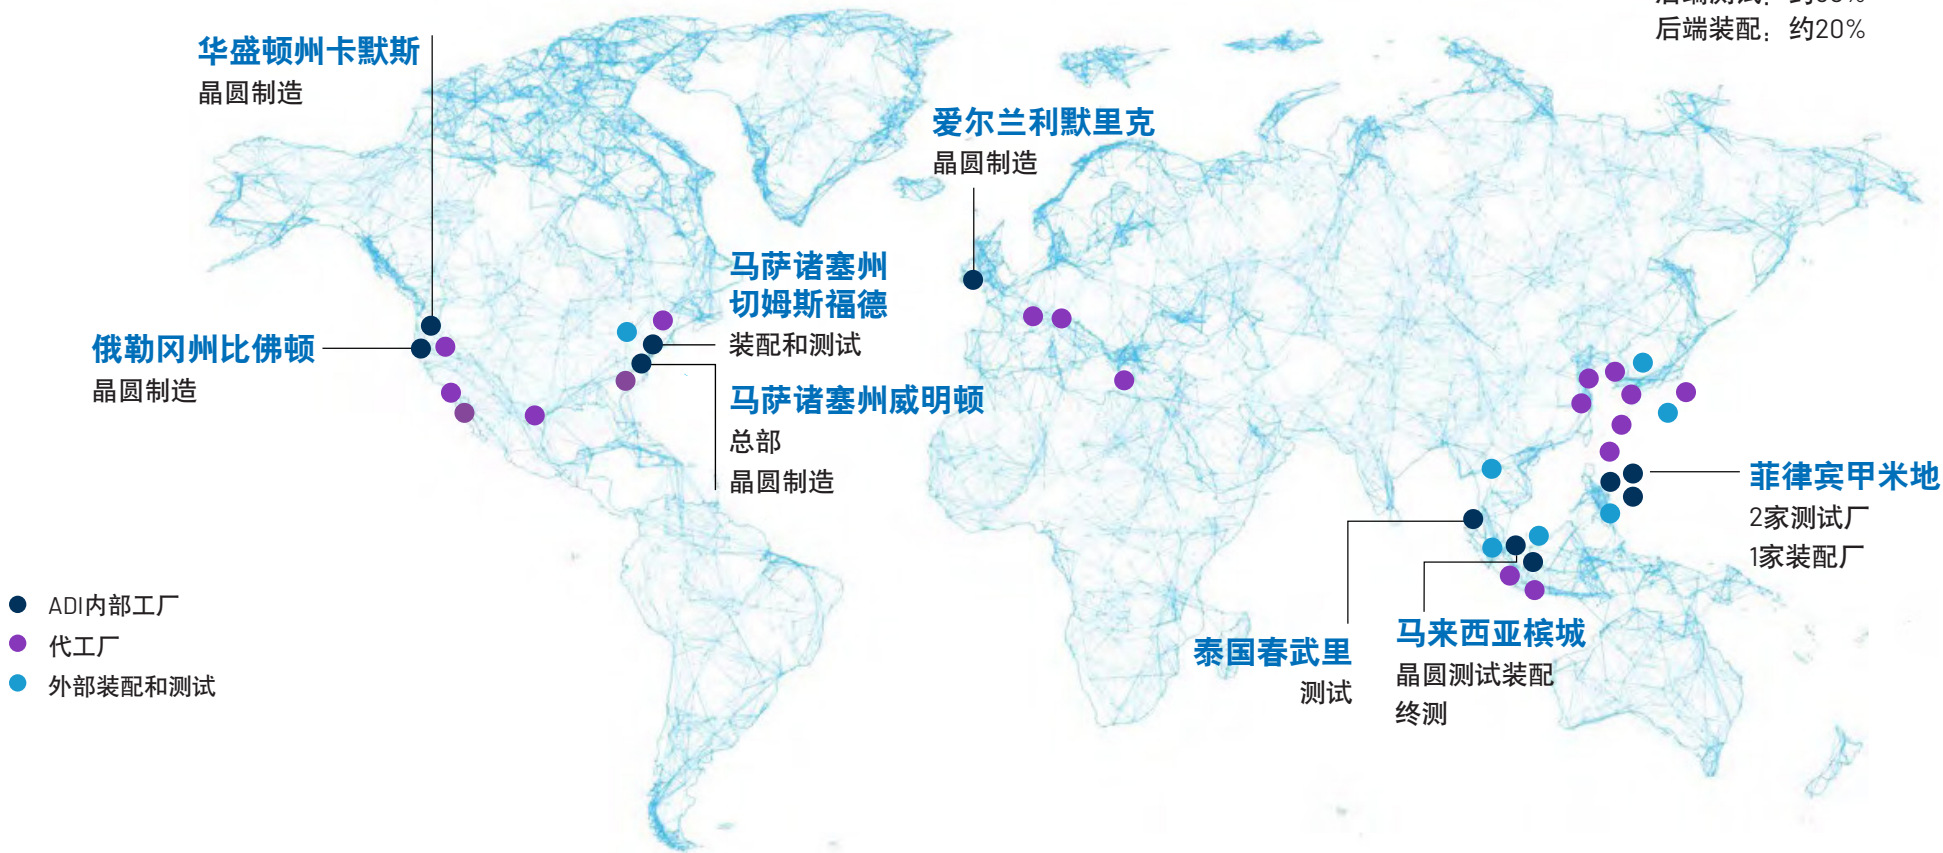 后端装配：约20%
华盛顿州卡默斯
晶圆制造
爱尔兰利默里克
晶圆制造
马萨诸塞州
切姆斯福德
装配和测试
俄勒冈州比佛顿
晶圆制造
马萨诸塞州威明顿
总部
晶圆制造
菲律宾甲米地
2家测试厂
1家装配厂
泰国春武里
测试
马来西亚槟城
晶圆测试装配
终测
ADI内部工厂
代工厂
外部装配和测试